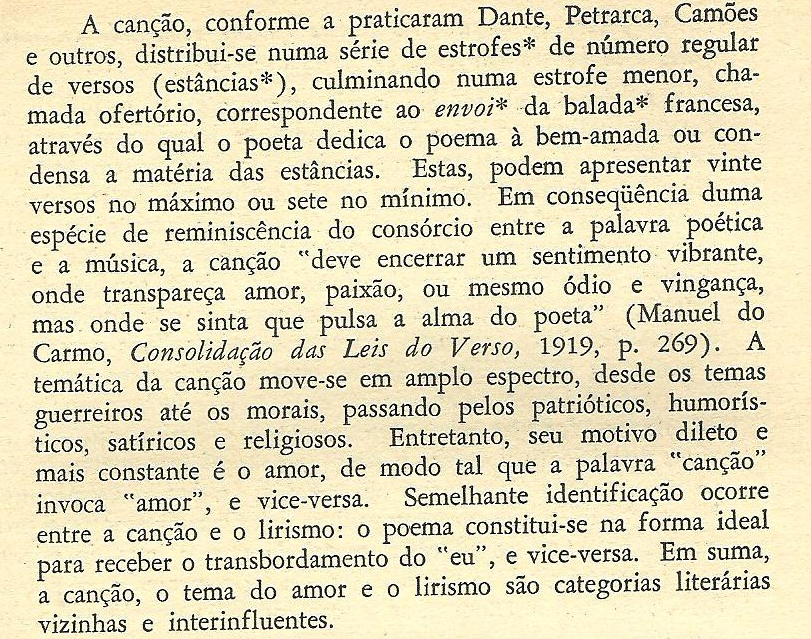 A canção, conforme a praticaram Dante, Petrarca, Camões
e outros, distribui-se numa série de estrofes* de número regular
de versos (estâncias*), culminando numa estrofe menor, cha-
mada ofertório, correspondente ao envoi* da balada* francesa,
através do qual o poeta dedica o poema à bem-amada ou con-
densa a matéria das estâncias. Estas, podem apresentar vinte
versos no máximo ou sete no mínimo. Em conseqüência duma
espécie de reminiscência do consórcio entre a palavra poética
e a música, a canção "deve encerrar um sentimento vibrante,
onde transpareça amor, paixão, ou mesmo ódio e vingança,
mas onde se sinta que pulsa a alma do poeta" (Manuel do
Carmo, Consolidação das Leis do Verso, 1919, p. 269). A
temática da canção move-se em amplo espectro, desde os temas
guerreiros até os morais, passando pelos patrióticos, humorís-
ticos, satíricos e religiosos. Entretanto, seu motivo dileto e
mais constante é o amor, de modo tal que a palavra "canção"
invoca "amor", e vice-versa. Semelhante identificação ocorre
entre a canção e o lirismo: o poema constitui-se na forma ideal
para receber o transbordamento do "eu", e vice-versa. Em suma,
a canção, o tema do amor e o lirismo são categorias literárias
vizinhas e interinfluentes.